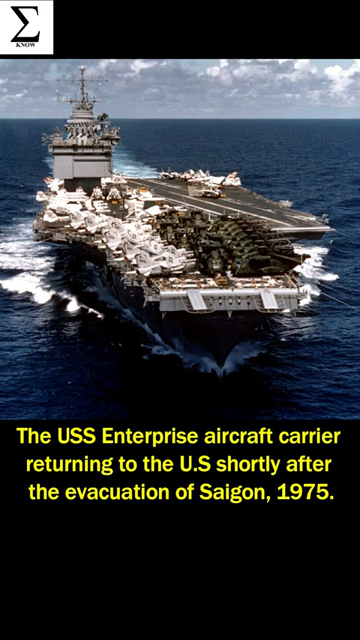 Σ
KNOW
The USS Enterprise aircraft carrier
returning to the U.S shortly after
the evacuation of Saigon, 1975.